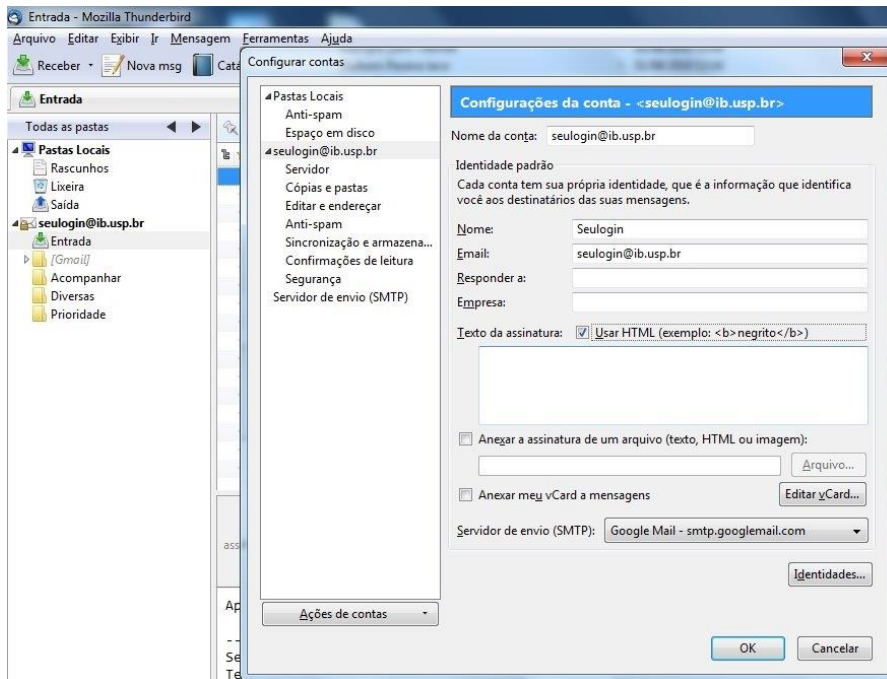 Entrada - Mozilla Thunderbird
Arquivo Editar Exibir Ir Mensagem Ferramentas Ajuda
Receber Nova msg Catá
Entrada
Todas as pastas
Pastas Locais
Rascunhos
Lixeira
Saída
seulogin@ib.usp.br
Entrada
[Gmail]
Acompanhar
Diversas
Prioridade
ass
Ap
--
Se
Te
Configurar contas
Pastas Locais
Anti-spam
Espaço em disco
seulogin@ib.usp.br
Servidor
Cópias e pastas
Editar e endereçar
Anti-spam
Sincronização e armazena...
Confirmações de leitura
Segurança
Servidor de envio (SMTP)
Ações de contas
Configurações da conta - <seulogin@ib.usp.br>
Nome da conta: seulogin@ib.usp.br
Identidade padrão
Cada conta tem sua própria identidade, que é a informação que identifica
você aos destinatários das suas mensagens.
Nome: Seulogin
Email: seulogin@ib.usp.br
Responder a:
Empresa:
Texto da assinatura: Usar HTML (exemplo: <b>negrito</b>)
Anexar a assinatura de um arquivo (texto, HTML ou imagem):
Arquivo...
Anexar meu vCard a mensagens Editar vCard...
Servidor de envio (SMTP): Google Mail - smtp.googlemail.com
Identidades...
OK Cancelar